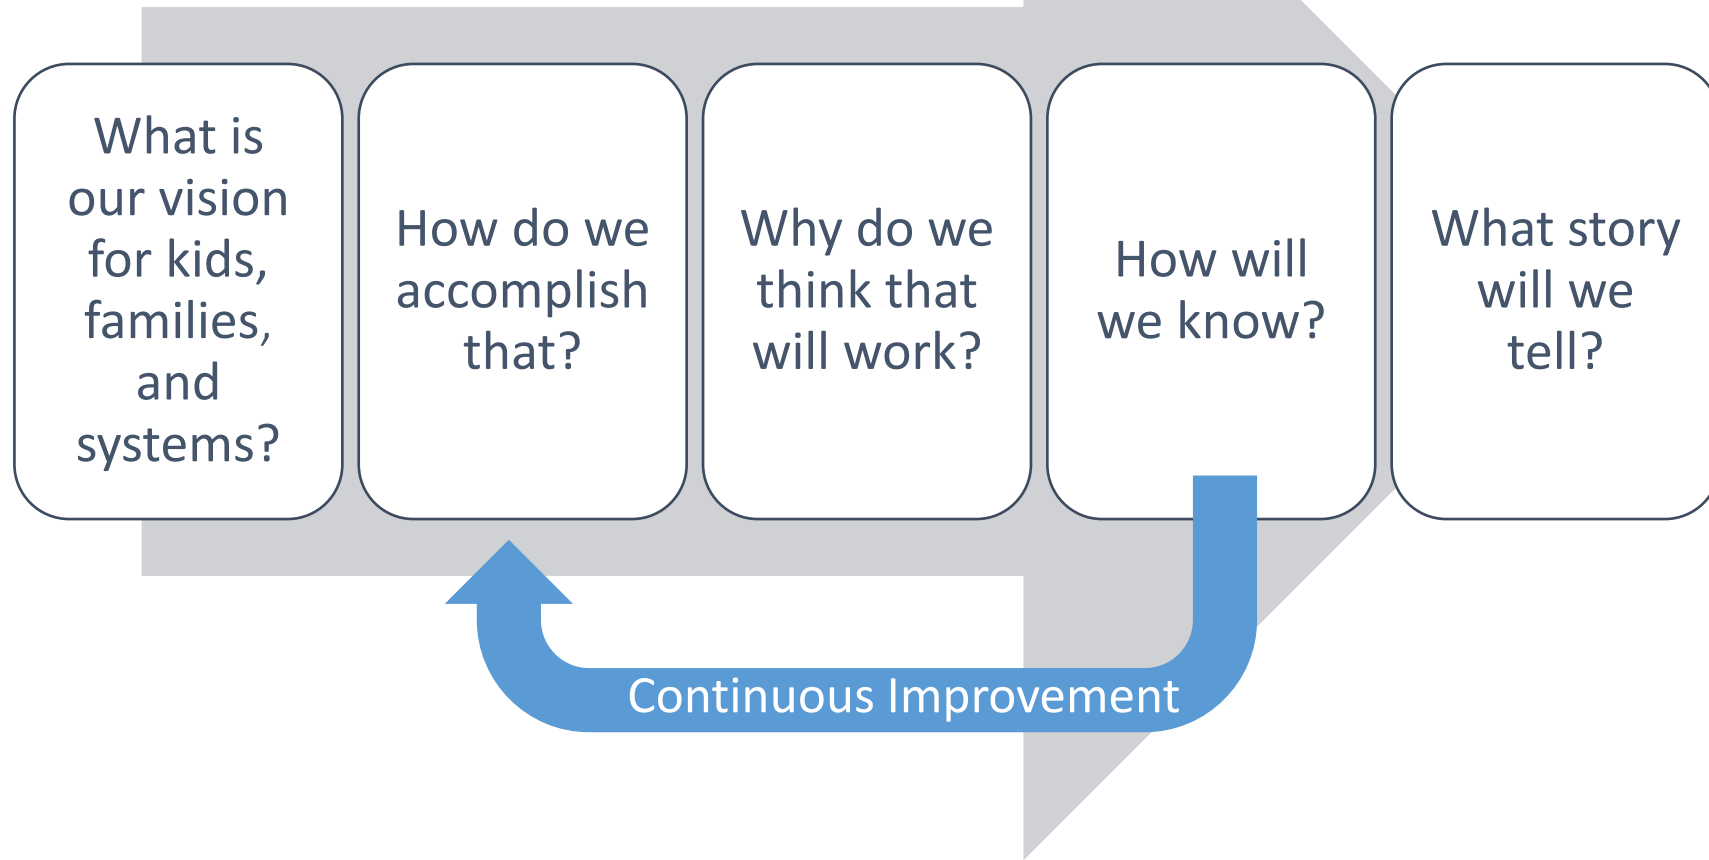 What is
our vision
for kids,
families,
and
systems?
How do we
accomplish
that?
Why do we
think that
will work?
How will
we know?
What story
will we
tell?
Continuous Improvement